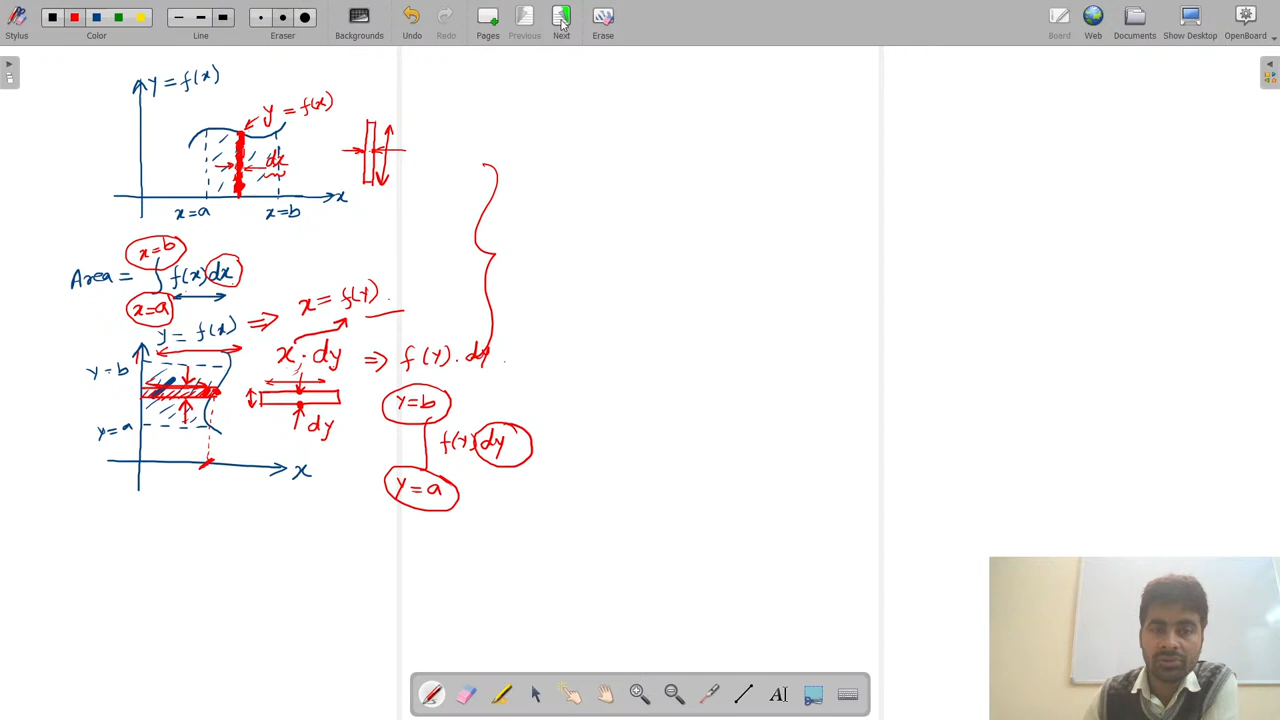 Stylus
Color
Line
Eraser
Backgrounds
Undo
Redo
Pages
Previous
Next
Erase
Board
Web
Documents
Show Desktop
OpenBoard
y = f(x)
y = f(x)
dx
x
x=a
x=b
x=b
Area = ∫ f(x) dx
x=a
y = f(x) ⇒ x = f(y).
x · dy ⇒ f(y) · dy.
y=b
y=a
dy
x
y=b
∫ f(y) dy
y=a
AI